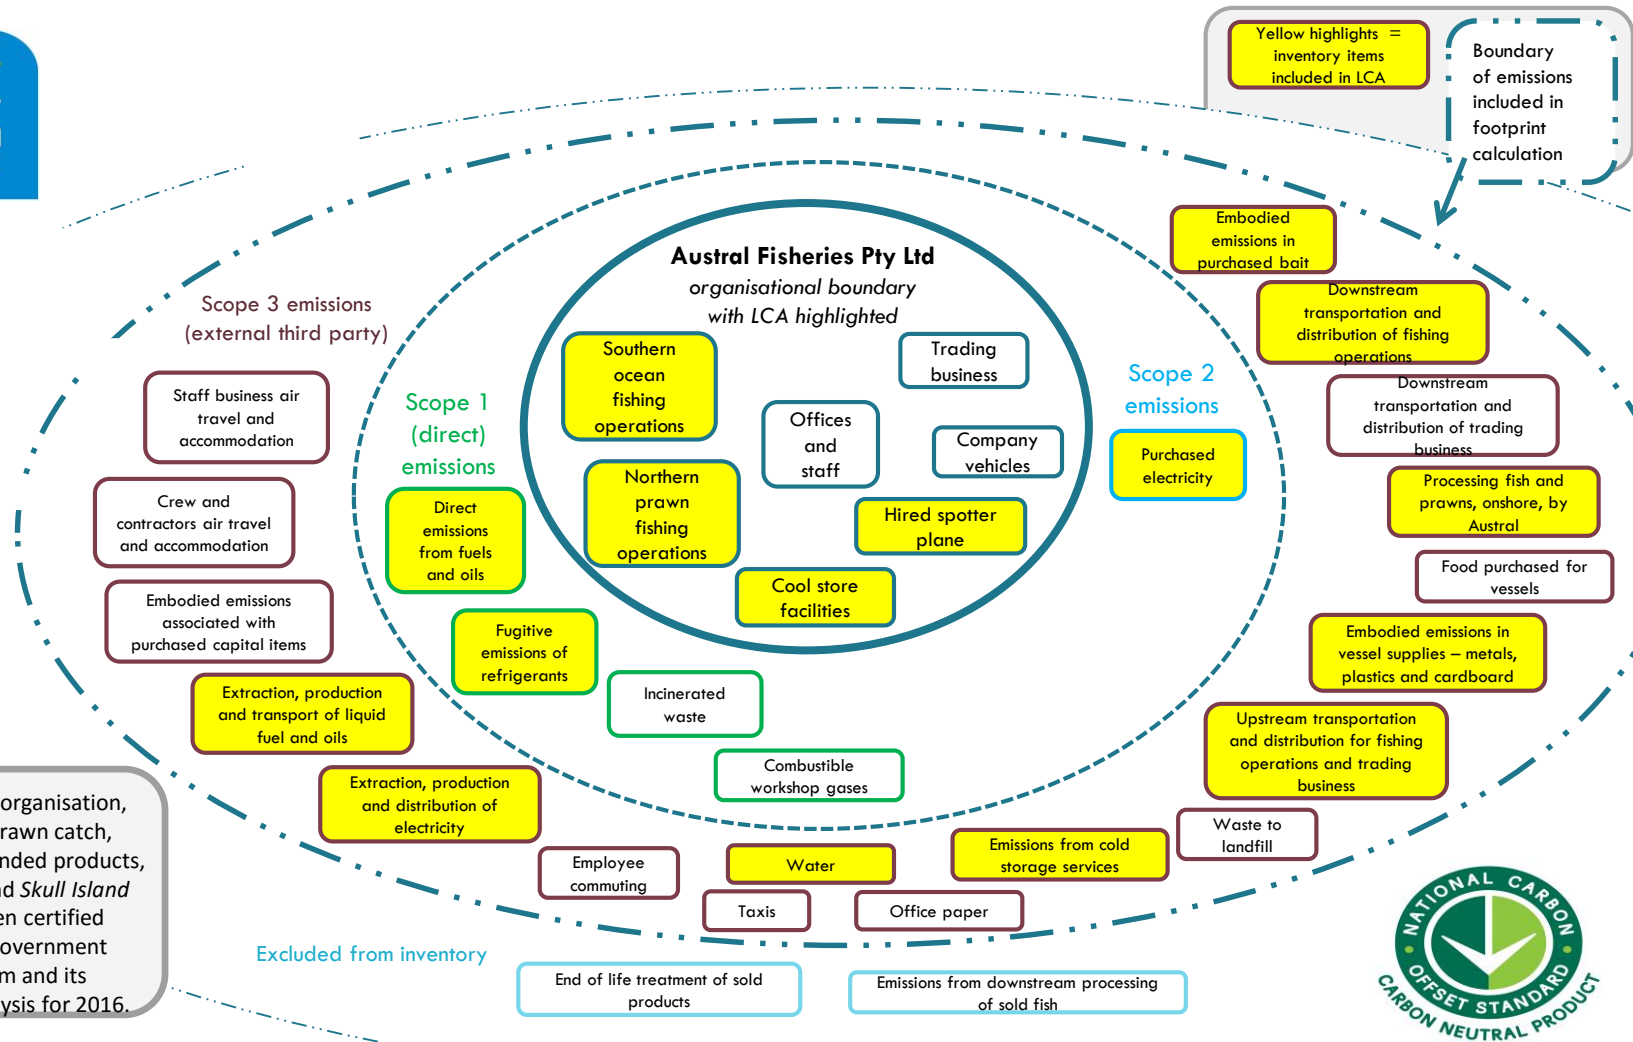 Yellow highlights =
inventory items
included in LCA
Boundary
of emissions
included in
footprint
calculation
Austral Fisheries Pty Ltd
organisational boundary
with LCA highlighted
Southern
ocean
fishing
operations
Trading
business
Offices
and
staff
Company
vehicles
Northern
prawn
fishing
operations
Hired spotter
plane
Cool store
facilities
Scope 1
(direct)
emissions
Direct
emissions
from fuels
and oils
Fugitive
emissions of
refrigerants
Incinerated
waste
Combustible
workshop gases
Scope 2
emissions
Purchased
electricity
Scope 3 emissions
(external third party)
Staff business air
travel and
accommodation
Crew and
contractors air travel
and accommodation
Embodied emissions
associated with
purchased capital items
Extraction, production
and transport of liquid
fuel and oils
Extraction, production
and distribution of
electricity
Employee
commuting
Water
Taxis
Office paper
Emissions from cold
storage services
Waste to
landfill
Upstream transportation
and distribution for fishing
operations and trading
business
Embodied emissions in
vessel supplies – metals,
plastics and cardboard
Food purchased for
vessels
Processing fish and
prawns, onshore, by
Austral
Downstream
transportation and
distribution of trading
business
Downstream
transportation and
distribution of fishing
operations
Embodied
emissions in
purchased bait
Excluded from inventory
End of life treatment of sold
products
Emissions from downstream processing
of sold fish
organisation,
rawn catch,
nded products,
nd Skull Island
en certified
overnment
m and its
ysis for 2016.
NATIONAL CARBON
OFFSET STANDARD
CARBON NEUTRAL PRODUCT